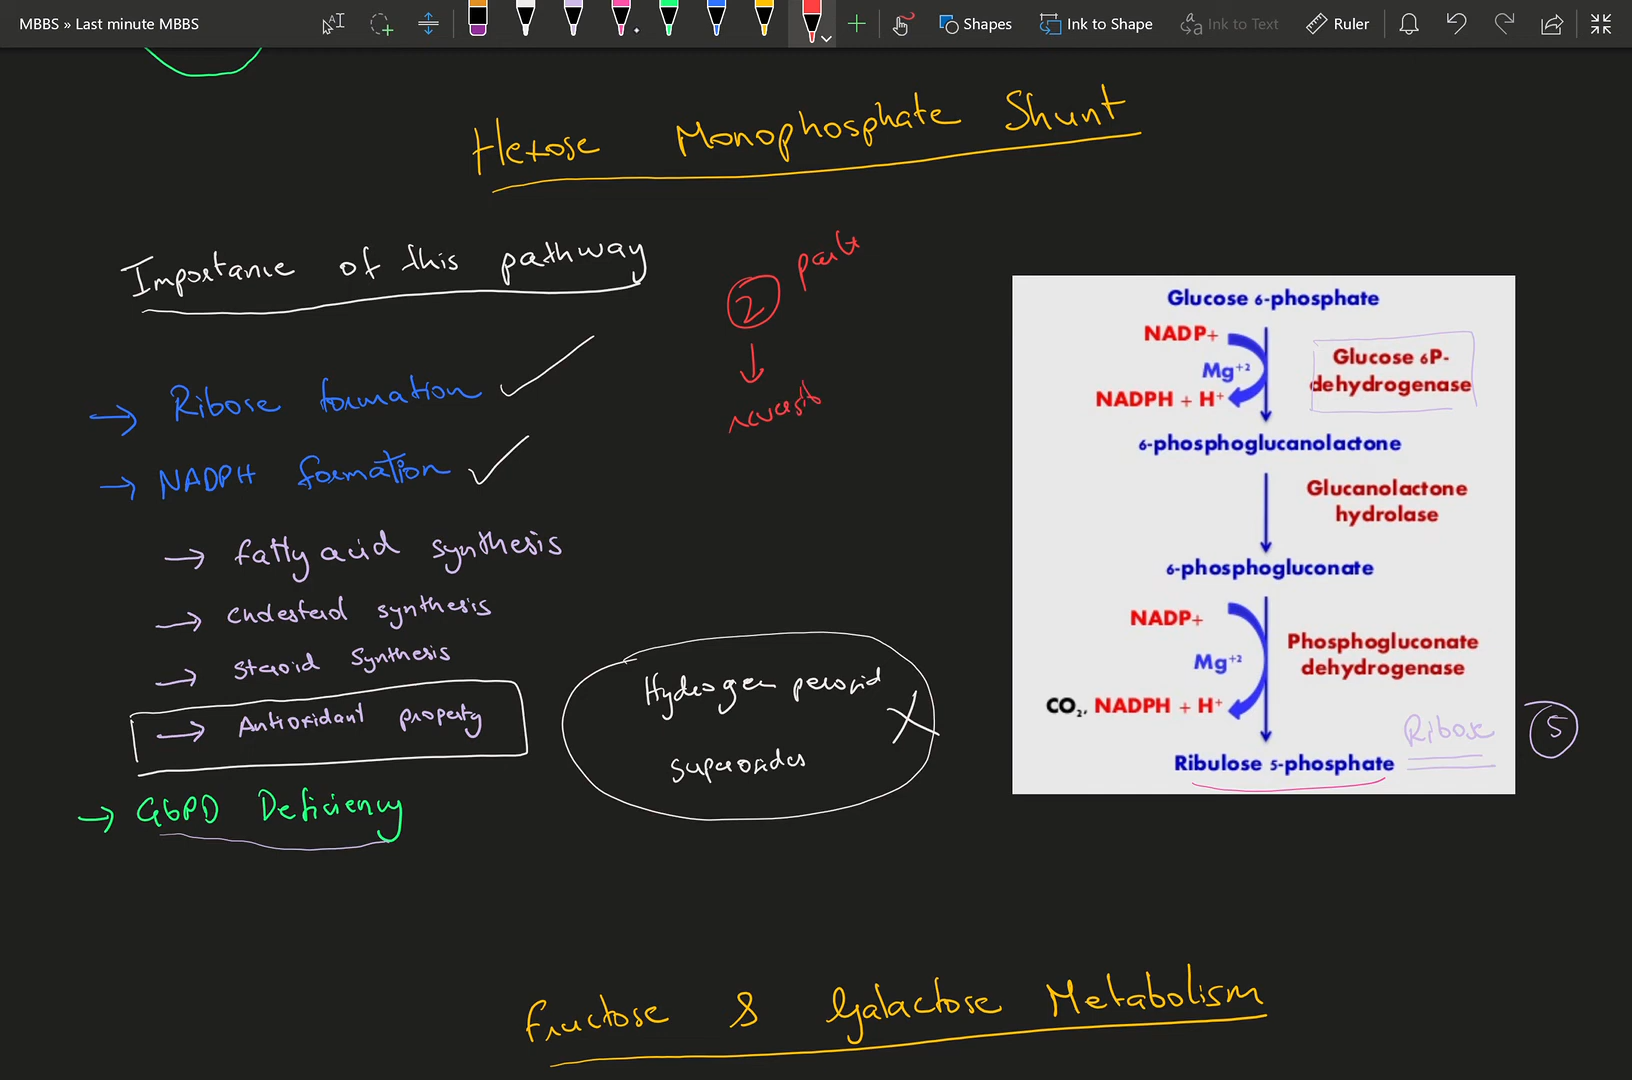 MBBS » Last minute MBBS
Shapes
Ink to Shape
Ink to Text
Ruler
Hexose Monophosphate Shunt
Importance of this pathway
2 part
→ Ribose formation
→ NADPH formation
→ fatty acid synthesis
→ Cholesterol synthesis
→ Steroid synthesis
→ Antioxidant property
→ G6PD Deficiency
Hydrogen peroxid
superoxides
Glucose 6-phosphate
NADP+
Mg+2
NADPH + H+
Glucose 6P-
dehydrogenase
6-phosphoglucanolactone
Glucanolactone
hydrolase
6-phosphogluconate
NADP+
Mg+2
CO2, NADPH + H+
Phosphogluconate
dehydrogenase
Ribose
5
Ribulose 5-phosphate
Fructose & Galactose Metabolism